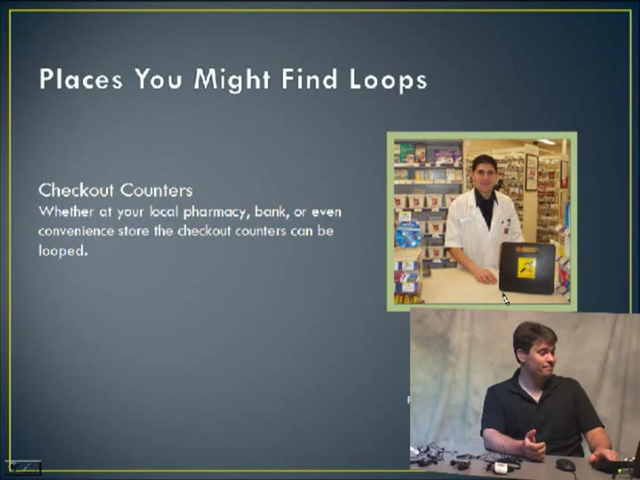 Places You Might Find Loops
Checkout Counters
Whether at your local pharmacy, bank, or even
convenience store the checkout counters can be
looped.